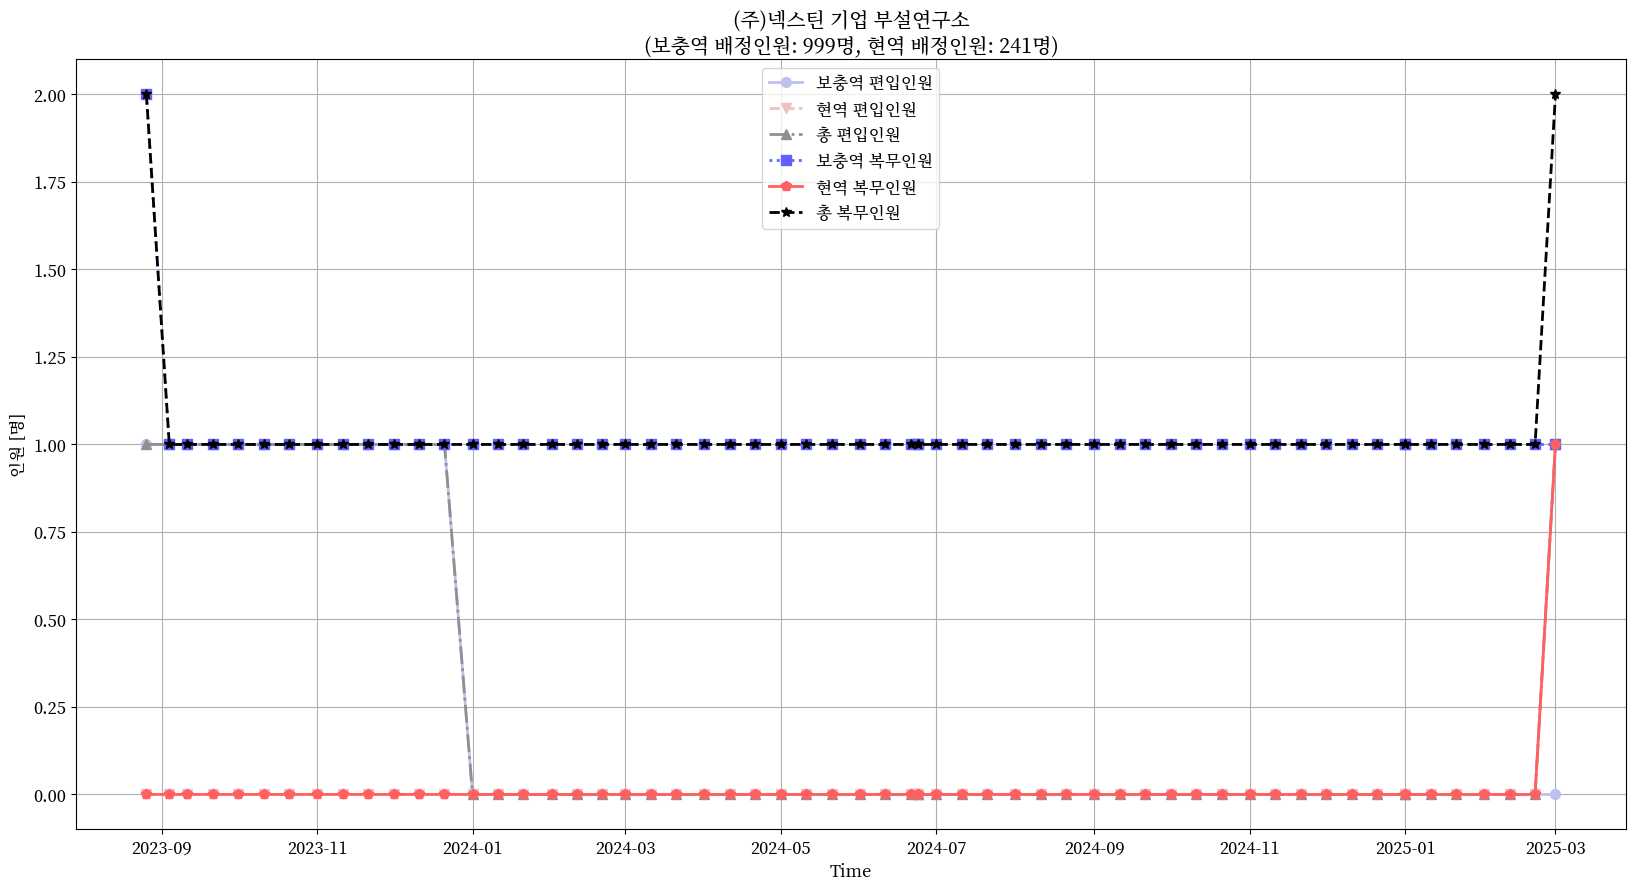 (주)넥스틴 기업 부설연구소
(보충역 배정인원: 999명, 현역 배정인원: 241명)
보충역 편입인원
현역 편입인원
총 편입인원
보충역 복무인원
현역 복무인원
총 복무인원
인원 [명]
2.00
1.75
1.50
1.25
1.00
0.75
0.50
0.25
0.00
2023-09
2023-11
2024-01
2024-03
2024-05
2024-07
2024-09
2024-11
2025-01
2025-03
Time